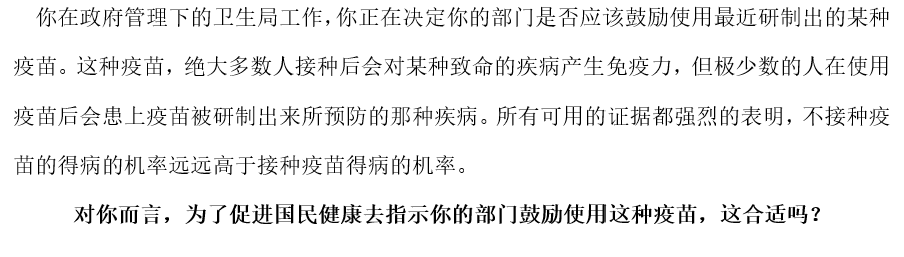 你在政府管理下的卫生局工作，你正在决定你的部门是否应该鼓励使用最近研制出的某种
疫苗。这种疫苗，绝大多数人接种后会对某种致命的疾病产生免疫力，但极少数的人在使用
疫苗后会患上疫苗被研制出来所预防的那种疾病。所有可用的证据都强烈的表明，不接种疫
苗的得病的机率远远高于接种疫苗得病的机率。
对你而言，为了促进国民健康去指示你的部门鼓励使用这种疫苗，这合适吗？